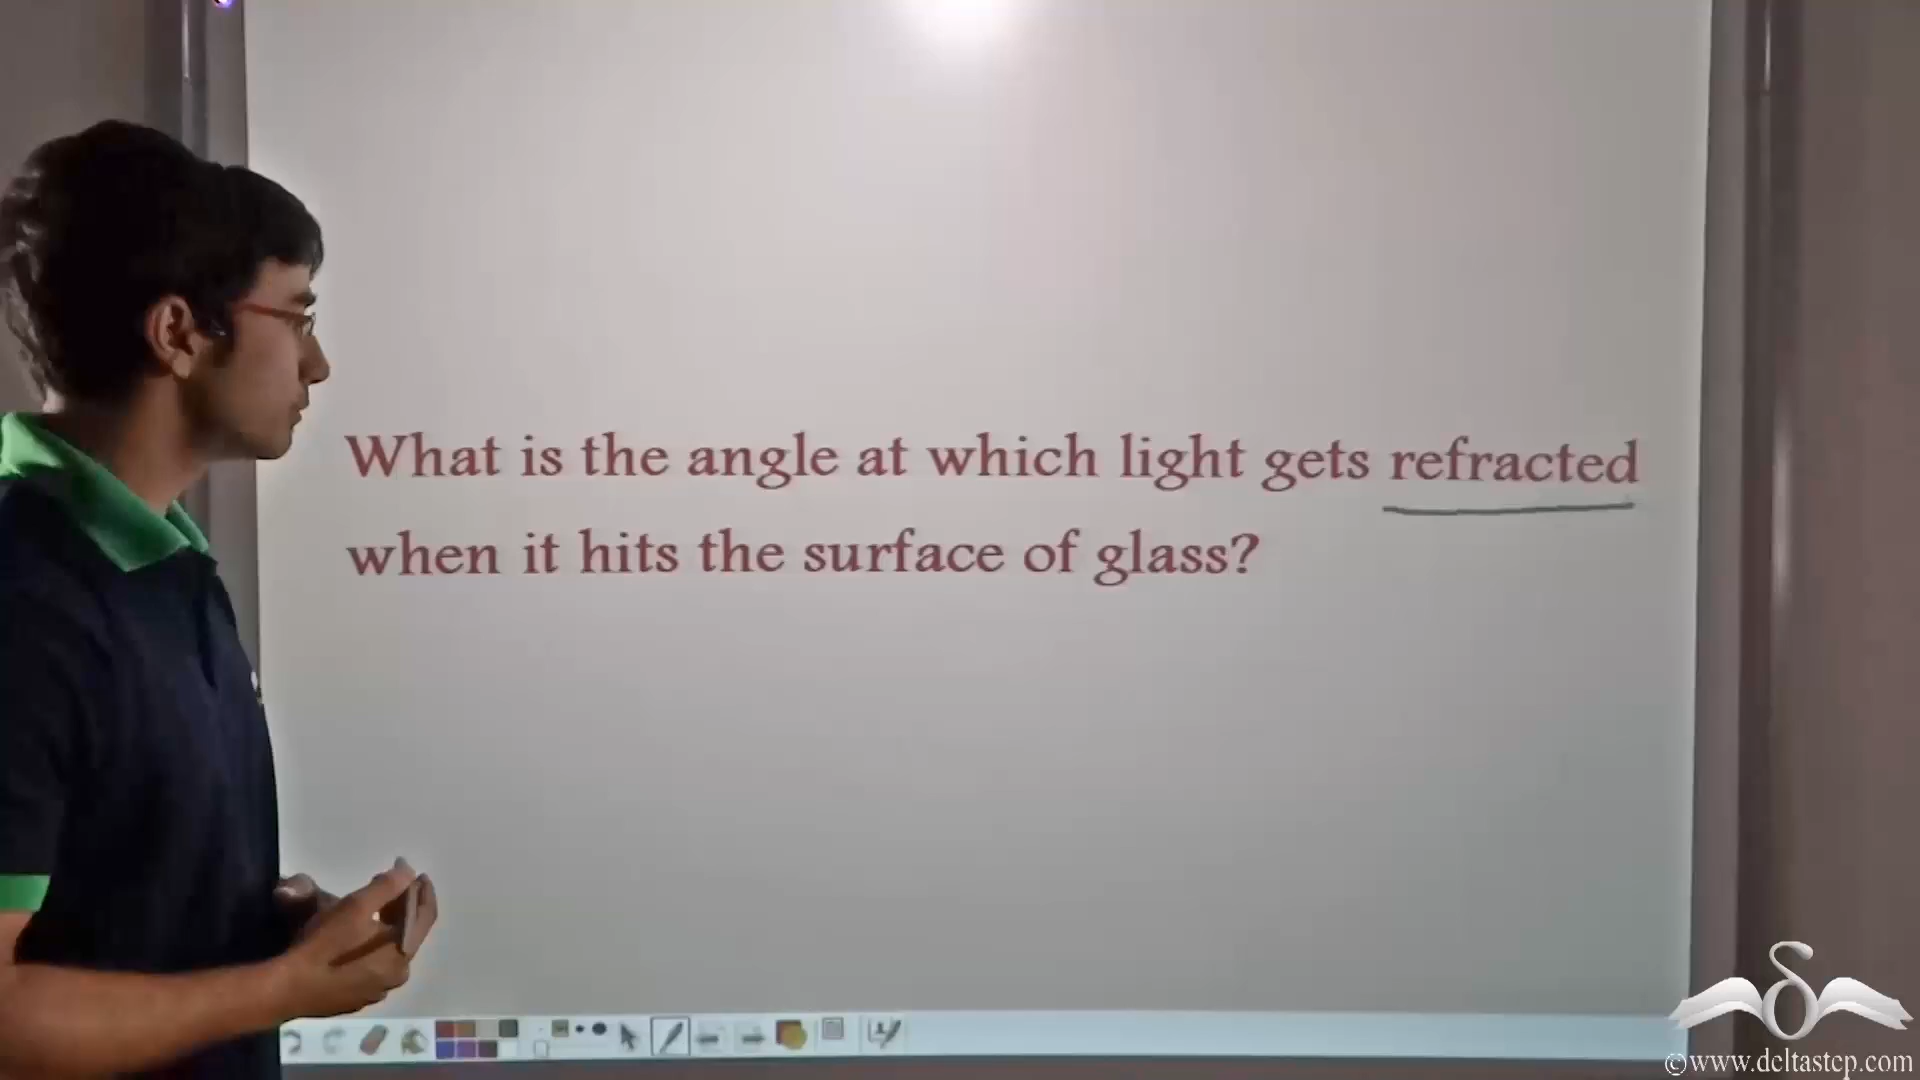 What is the angle at which light gets refracted
when it hits the surface of glass?
©www.deltastep.com